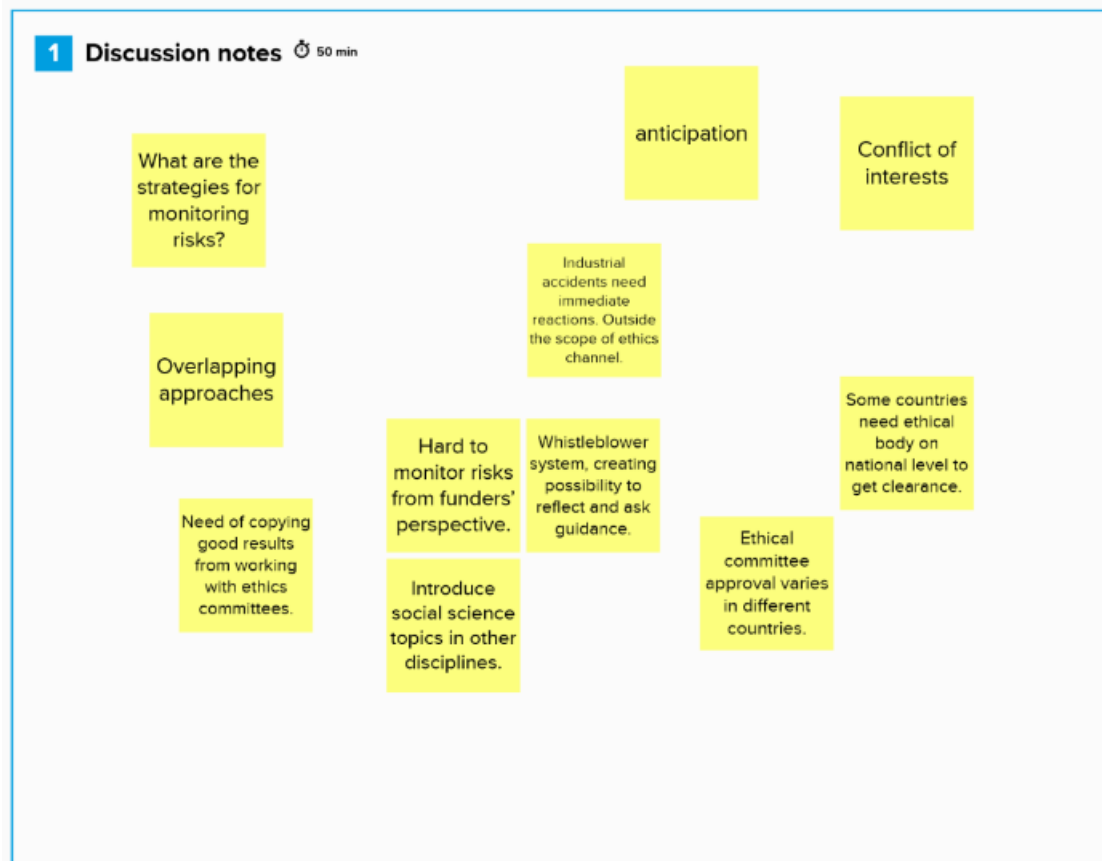 1 Discussion notes 50 min
anticipation
Conflict of
interests
What are the
strategies for
monitoring
risks?
Industrial
accidents need
immediate
reactions. Outside
the scope of ethics
channel.
Overlapping
approaches
Some countries
need ethical
body on
national level to
get clearance.
Hard to
monitor risks
from funders'
perspective.
Whistleblower
system, creating
possibility to
reflect and ask
guidance.
Need of copying
good results
from working
with ethics
committees.
Ethical
committee
approval varies
in different
countries.
Introduce
social science
topics in other
disciplines.